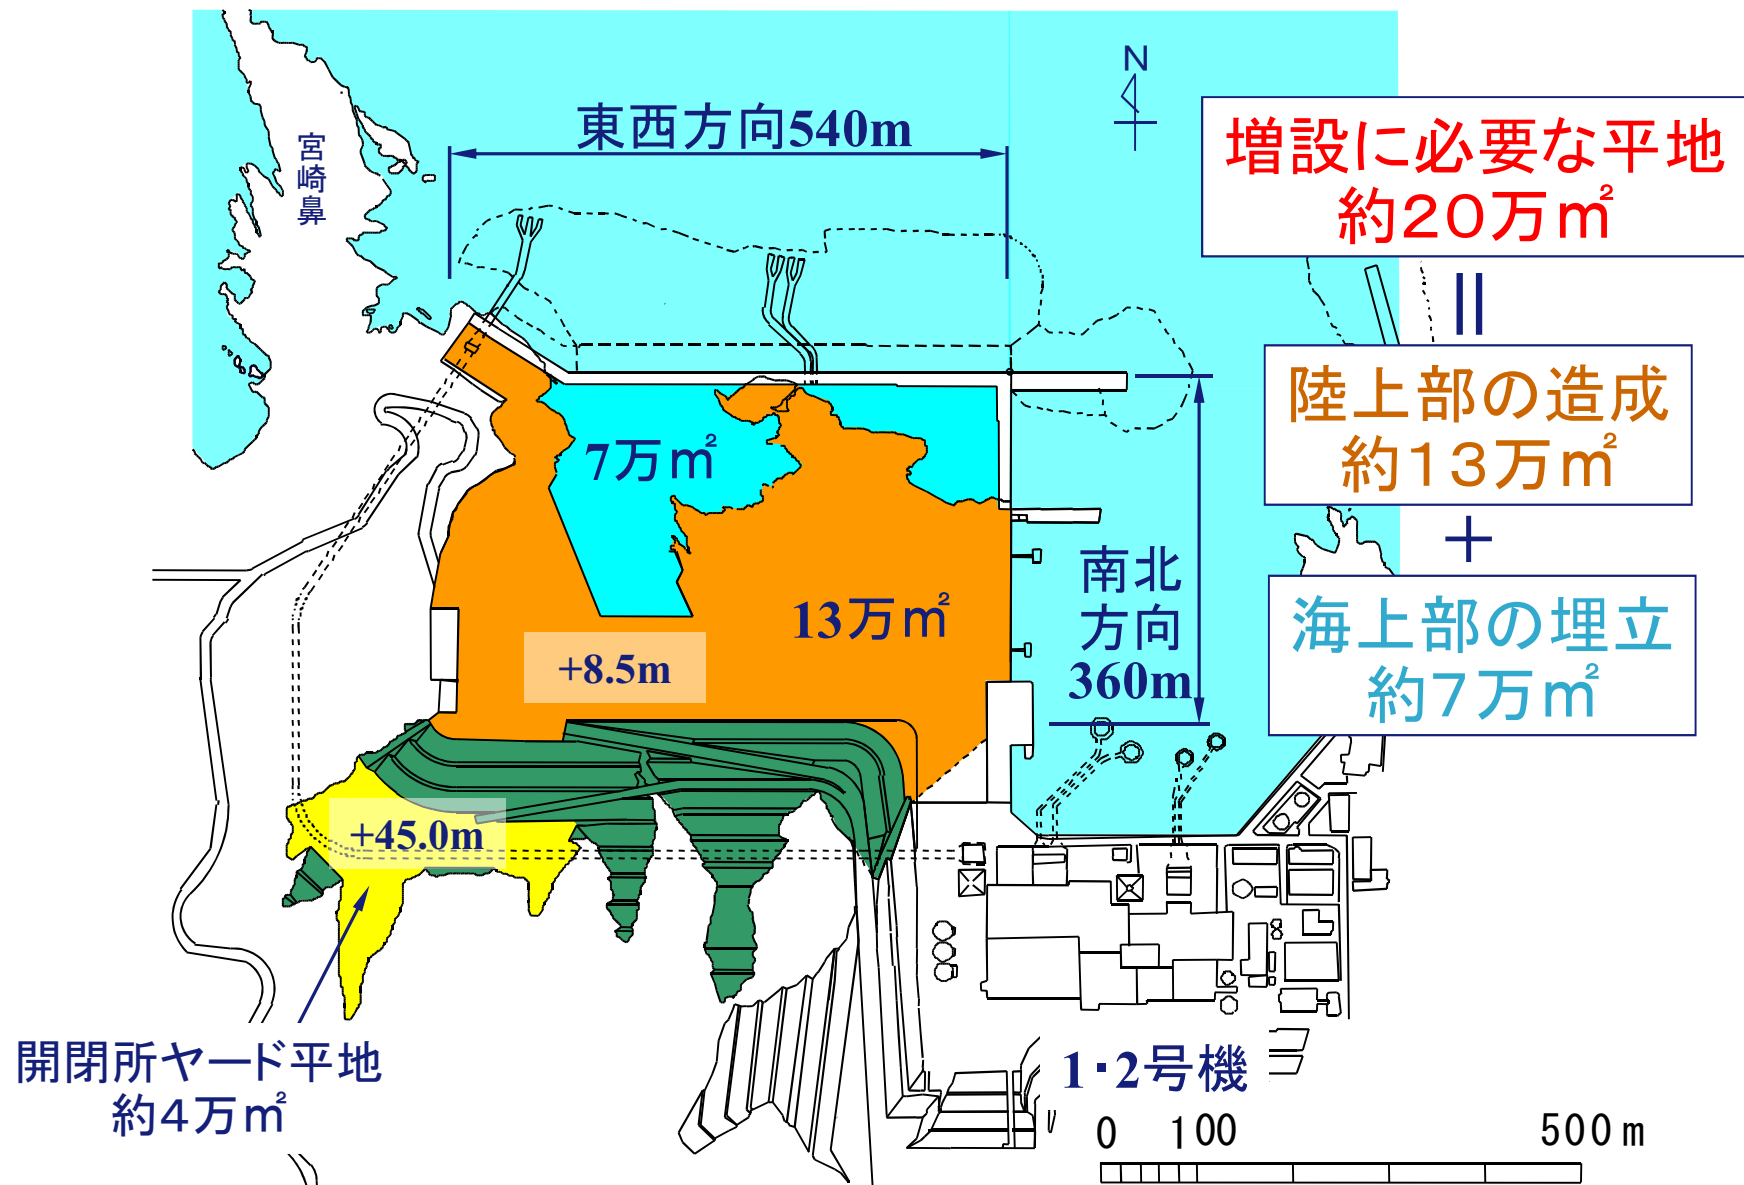 N
東西方向540m
宮崎鼻
増設に必要な平地
約20万㎡
||
陸上部の造成
約13万㎡
+
海上部の埋立
約7万㎡
7万㎡
13万㎡
南北
方向
360m
+8.5m
+45.0m
開閉所ヤード平地
約4万㎡
1・2号機
0 100 500m